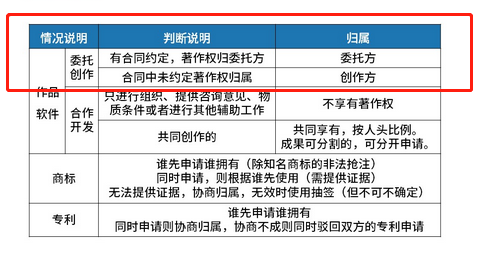 情况说明 判断说明 归属
作品
软件
委托
创作
有合同约定，著作权归委托方 委托方
合同中未约定著作权归属 创作方
合作
开发
只进行组织、提供咨询意见、物
质条件或者进行其他辅助工作
不享有著作权
共同创作的
共同享有，按人头比例。
成果可分割的，可分开申请。
商标
谁先申请谁拥有（除知名商标的非法抢注）
同时申请，则根据谁先使用（需提供证据）
无法提供证据，协商归属，无效时使用抽签（但不可不确定）
专利
谁先申请谁拥有
同时申请则协商归属，协商不成则同时驳回双方的专利申请